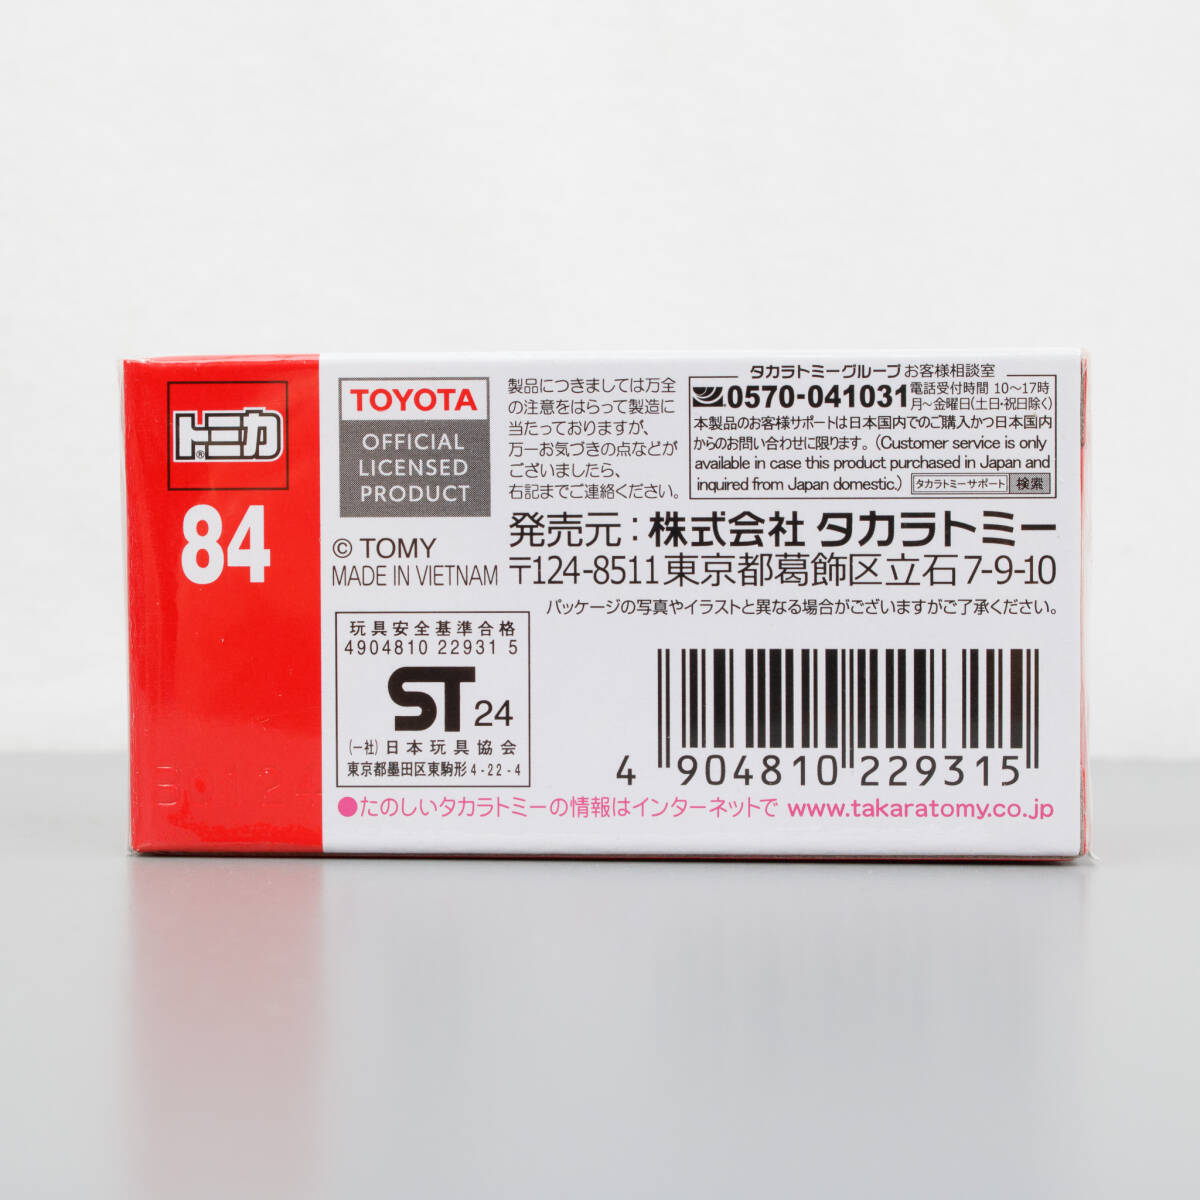 トミカ®
84
TOYOTA
OFFICIAL
LICENSED
PRODUCT
© TOMY
MADE IN VIETNAM
製品につきましては万全
の注意をはらって製造に
当たっておりますが、
万一お気づきの点などが
ございましたら、
右記までご連絡ください。
タカラトミーグループ お客様相談室
0570-041031 電話受付時間 10〜17時
月〜金曜日(土日・祝日除く)
本製品のお客様サポートは日本国内でのご購入かつ日本国内
からのお問い合わせに限ります。(Customer service is only
available in case this product purchased in Japan and
inquired from Japan domestic.) タカラトミーサポート 検索
発売元：株式会社 タカラトミー
〒124-8511 東京都葛飾区立石 7-9-10
パッケージの写真やイラストと異なる場合がございますがご了承ください。
玩具安全基準合格
4904810 22931 5
ST 24
(一社) 日本玩具協会
東京都墨田区東駒形 4-22-4
4 904810 229315
●たのしいタカラトミーの情報はインターネットで www.takaratomy.co.jp